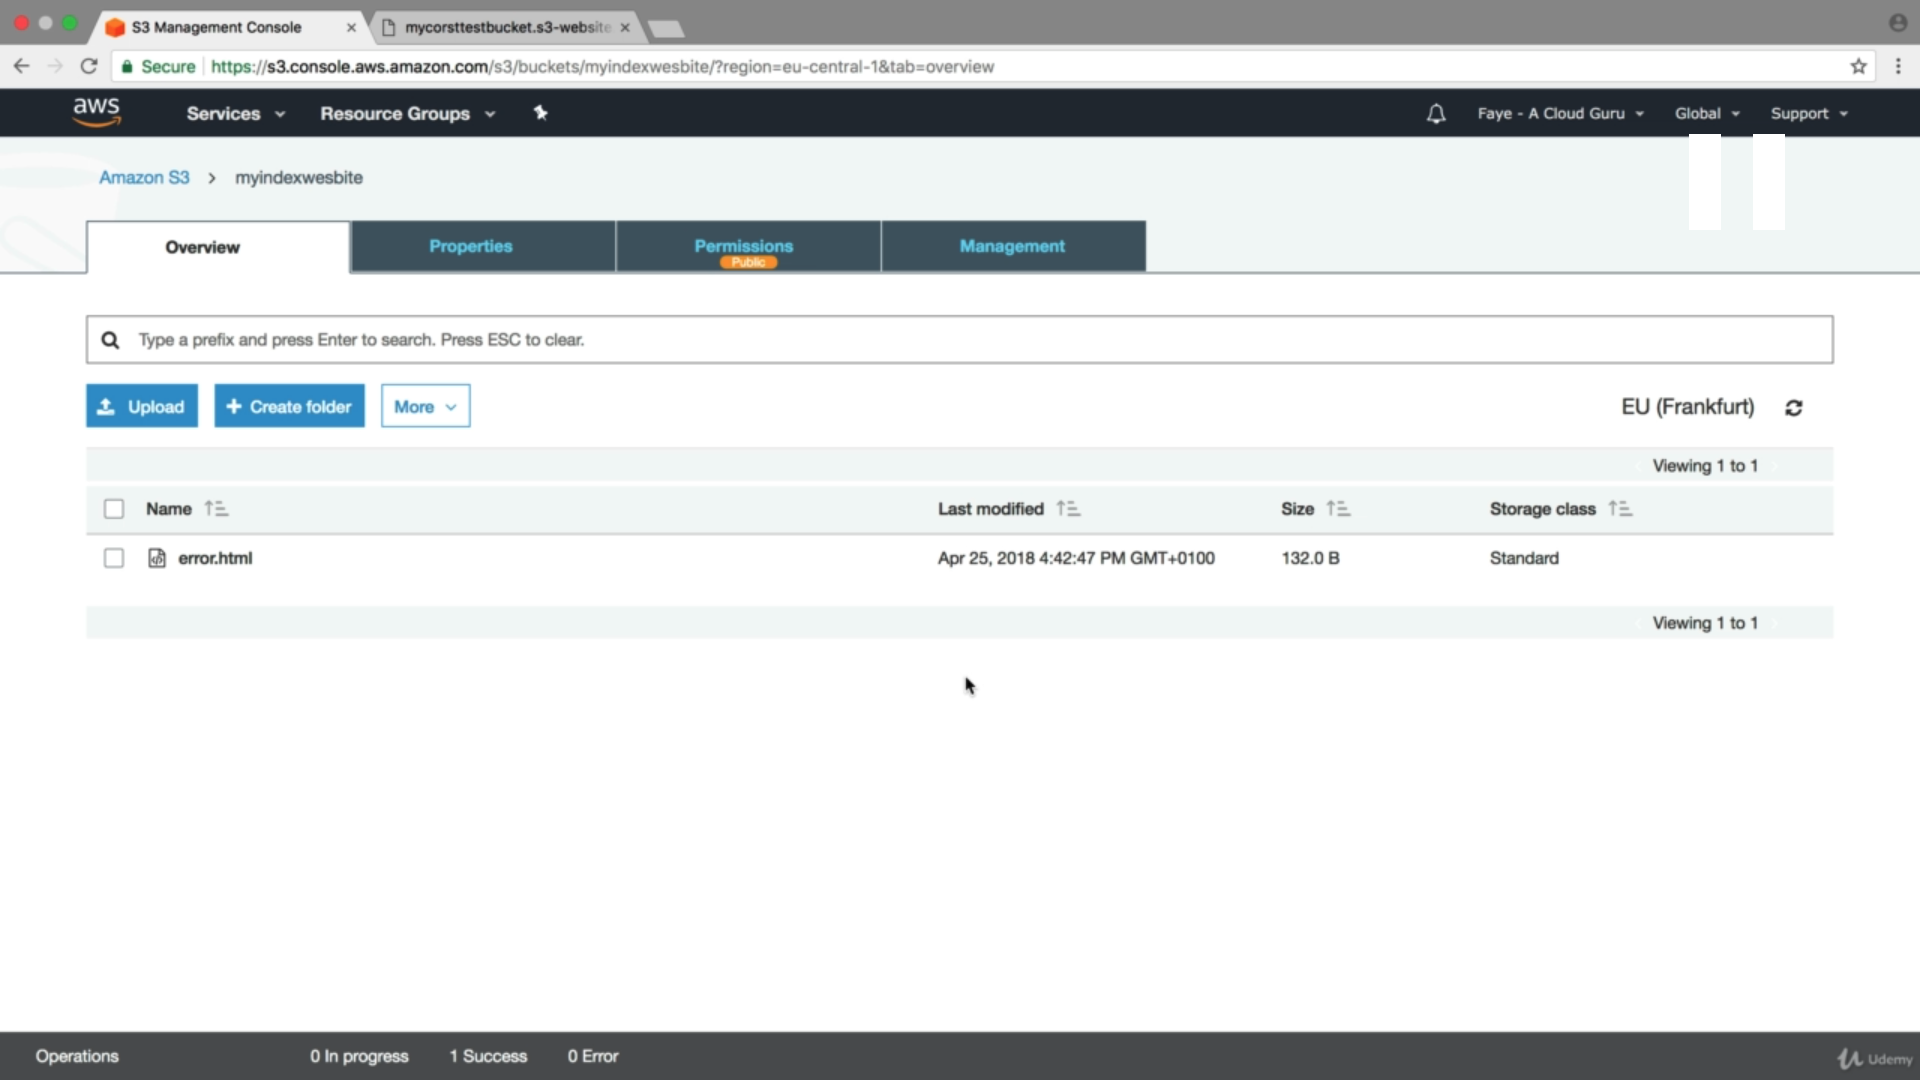 S3 Management Console
mycorsttestbucket.s3-website
Secure https://s3.console.aws.amazon.com/s3/buckets/myindexwesbite/?region=eu-central-1&tab=overview
aws Services Resource Groups Faye - A Cloud Guru Global Support
Amazon S3 > myindexwesbite
Overview Properties Permissions Management
Public
Type a prefix and press Enter to search. Press ESC to clear.
Upload + Create folder More EU (Frankfurt)
Viewing 1 to 1
Name Last modified Size Storage class
error.html Apr 25, 2018 4:42:47 PM GMT+0100 132.0 B Standard
Viewing 1 to 1
Operations 0 In progress 1 Success 0 Error
Udemy